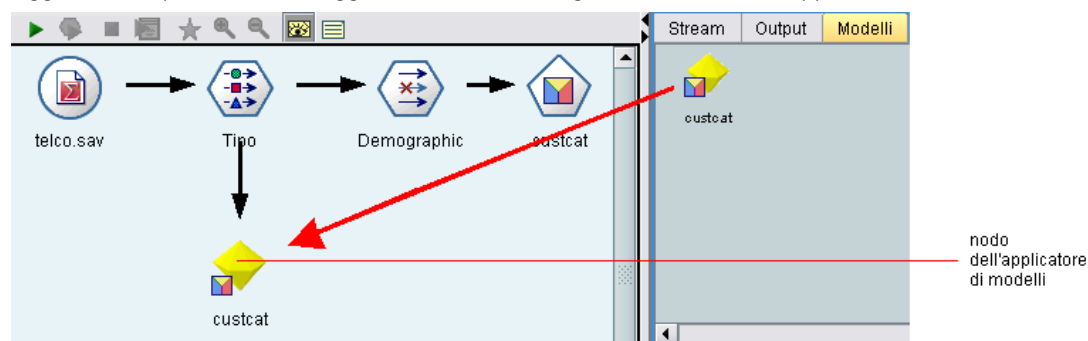 Stream Output Modelli
telco.sav Tipo Demographic custcat
custcat
custcat
nodo
dell'applicatore
di modelli